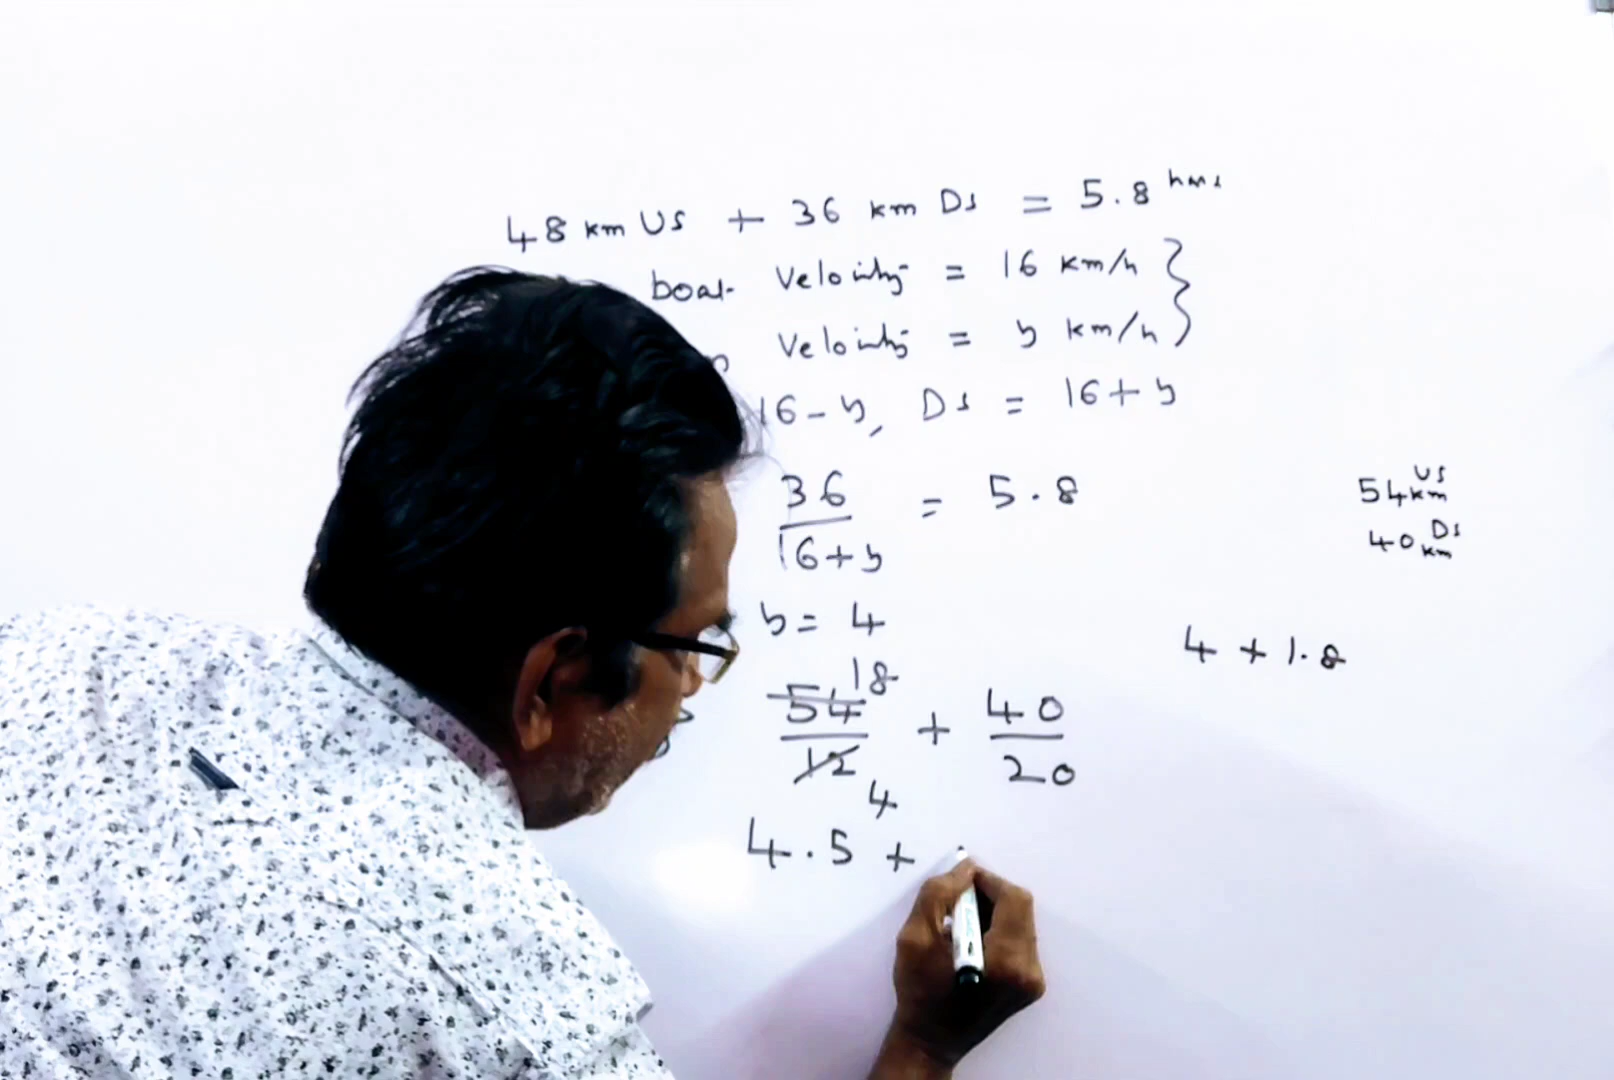 48 km US + 36 km Ds = 5.8 hrs
boat Velocity = 16 km/h
Velocity = y km/h
16 - y, Ds = 16 + y
36 / 16 + y = 5.8
54 km US
40 km Ds
y = 4
4 + 1.8
18
54 / 12 + 40 / 20
4
4.5 +